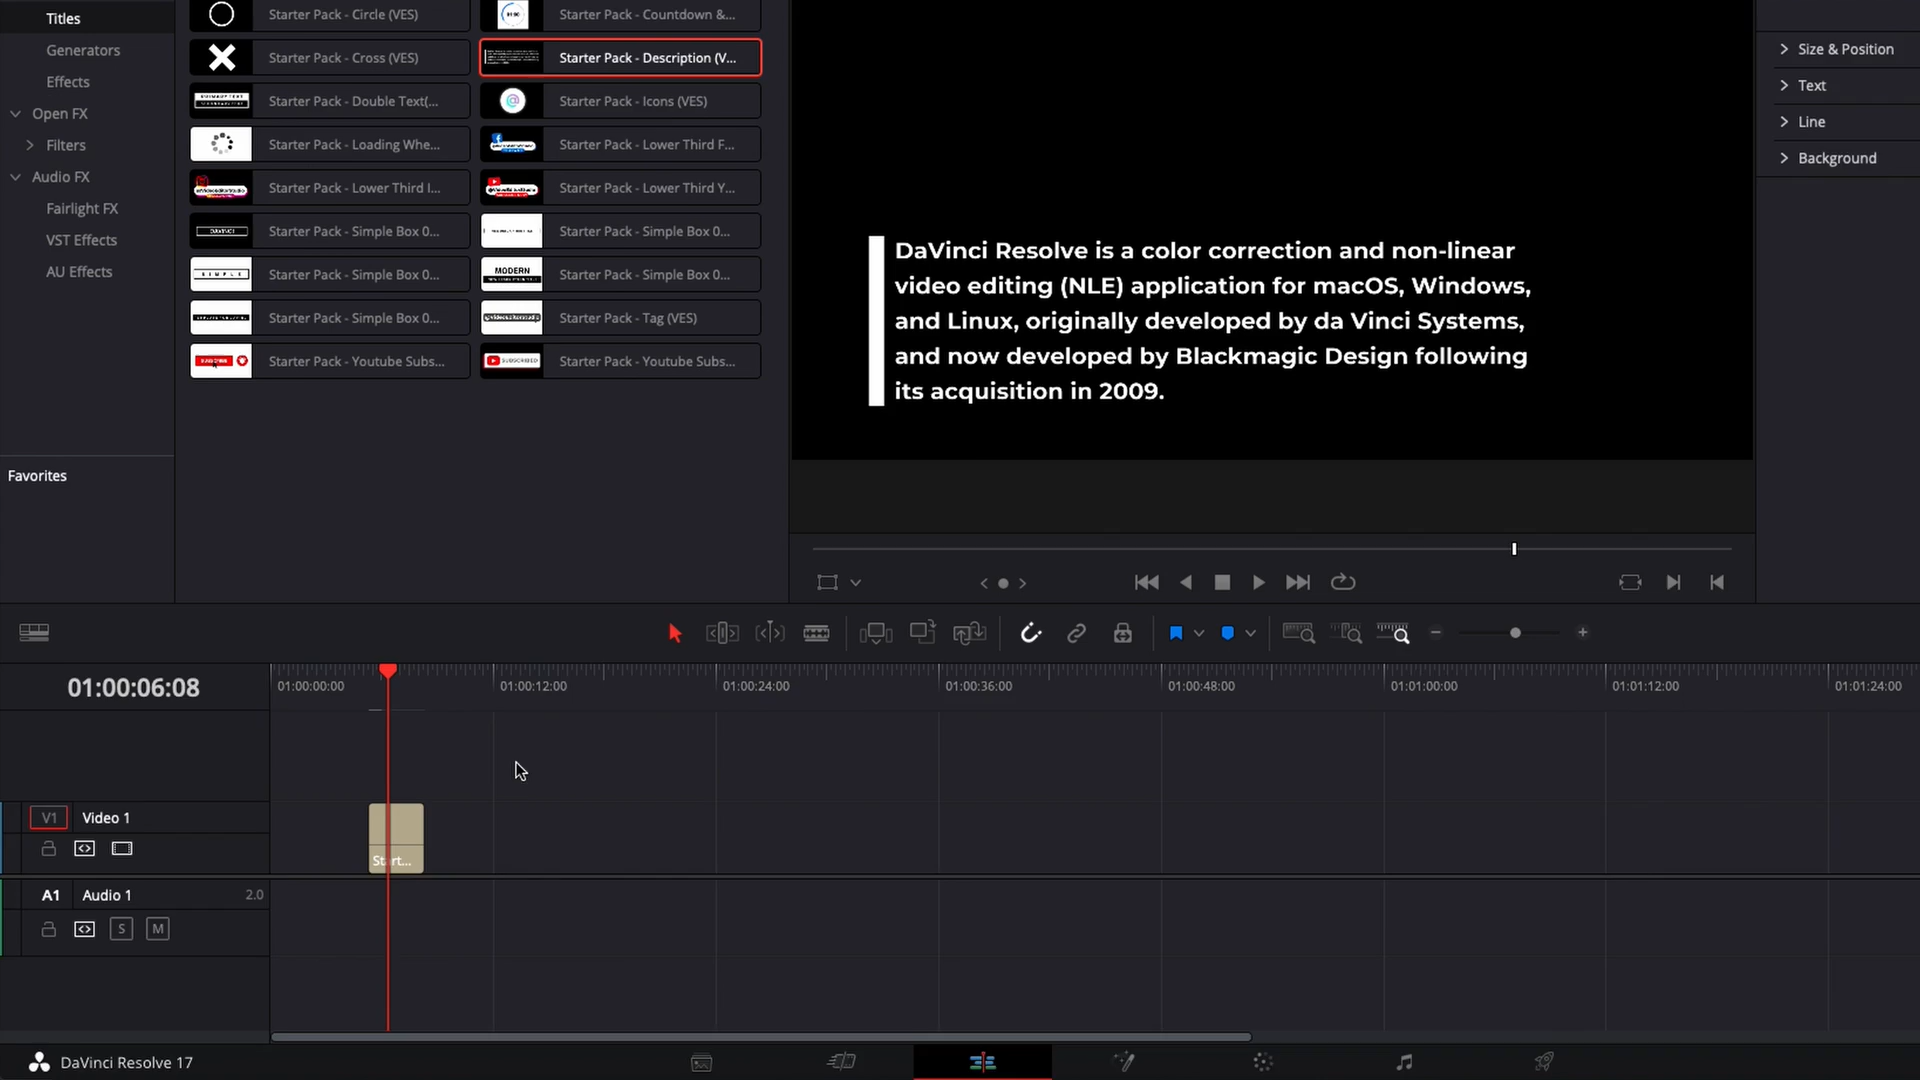 Titles
Generators
Effects
Open FX
Filters
Audio FX
Fairlight FX
VST Effects
AU Effects
Favorites
Starter Pack - Circle (VES)
Starter Pack - Countdown &...
Starter Pack - Cross (VES)
Starter Pack - Description (V...
Starter Pack - Double Text(...
Starter Pack - Icons (VES)
Starter Pack - Loading Whe...
Starter Pack - Lower Third F...
Starter Pack - Lower Third I...
Starter Pack - Lower Third Y...
DAVINCI
Starter Pack - Simple Box 0...
Starter Pack - Simple Box 0...
SIMPLE
Starter Pack - Simple Box 0...
MODERN
Starter Pack - Simple Box 0...
Starter Pack - Simple Box 0...
Starter Pack - Tag (VES)
SUBSCRIBE
Starter Pack - Youtube Subs...
SUBSCRIBED
Starter Pack - Youtube Subs...
DaVinci Resolve is a color correction and non-linear
video editing (NLE) application for macOS, Windows,
and Linux, originally developed by da Vinci Systems,
and now developed by Blackmagic Design following
its acquisition in 2009.
Size & Position
Text
Line
Background
01:00:06:08
01:00:00:00
01:00:12:00
01:00:24:00
01:00:36:00
01:00:48:00
01:01:00:00
01:01:12:00
01:01:24:00
V1 Video 1
Start...
A1 Audio 1 2.0
S M
DaVinci Resolve 17